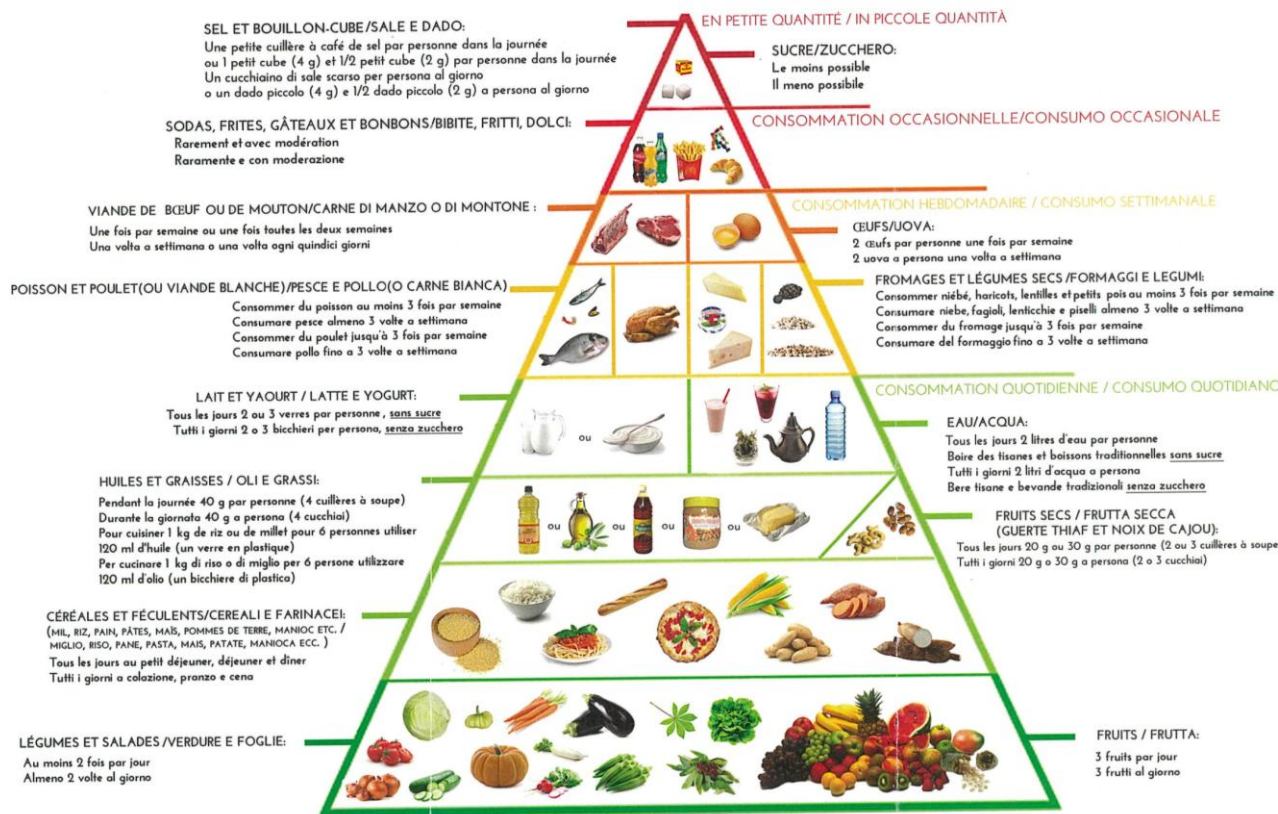 EN PETITE QUANTITÉ / IN PICCOLE QUANTITÀ
SEL ET BOUILLON-CUBE/SALE E DADO:
Une petite cuillère à café de sel par personne dans la journée
ou 1 petit cube (4 g) et 1/2 petit cube (2 g) par personne dans la journée
Un cucchiaino di sale scarso per persona al giorno
o un dado piccolo (4 g) e 1/2 dado piccolo (2 g) a persona al giorno
SUCRE/ZUCCHERO:
Le moins possible
Il meno possibile
CONSOMMATION OCCASIONNELLE/CONSUMO OCCASIONALE
SODAS, FRITES, GÂTEAUX ET BONBONS/BIBITE, FRITTI, DOLCI:
Rarement et avec modération
Raramente e con moderazione
CONSOMMATION HEBDOMADAIRE / CONSUMO SETTIMANALE
VIANDE DE BŒUF OU DE MOUTON/CARNE DI MANZO O DI MONTONE :
Une fois par semaine ou une fois toutes les deux semaines
Una volta a settimana o una volta ogni quindici giorni
ŒUFS/UOVA:
2 œufs par personne une fois par semaine
2 uova a persona una volta a settimana
POISSON ET POULET(OU VIANDE BLANCHE)/PESCE E POLLO(O CARNE BIANCA)
Consommer du poisson au moins 3 fois par semaine
Consumare pesce almeno 3 volte a settimana
Consommer du poulet jusqu'à 3 fois par semaine
Consumare pollo fino a 3 volte a settimana
FROMAGES ET LÉGUMES SECS /FORMAGGI E LEGUMI:
Consommer niébé, haricots, lentilles et petits pois au moins 3 fois par semaine
Consumare niebe, fagioli, lenticchie e piselli almeno 3 volte a settimana
Consommer du fromage jusqu'à 3 fois par semaine
Consumare del formaggio fino a 3 volte a settimana
CONSOMMATION QUOTIDIENNE / CONSUMO QUOTIDIANO
LAIT ET YAOURT / LATTE E YOGURT:
Tous les jours 2 ou 3 verres par personne , sans sucre
Tutti i giorni 2 o 3 bicchieri per persona, senza zucchero
ou
EAU/ACQUA:
Tous les jours 2 litres d'eau par personne
Boire des tisanes et boissons traditionnelles sans sucre
Tutti i giorni 2 litri d'acqua a persona
Bere tisane e bevande tradizionali senza zucchero
HUILES ET GRAISSES / OLI E GRASSI:
Pendant la journée 40 g par personne (4 cuillères à soupe)
Durante la giornata 40 g a persona (4 cucchiai)
Pour cuisiner 1 kg de riz ou de millet pour 6 personnes utiliser
120 ml d'huile (un verre en plastique)
Per cucinare 1 kg di riso o di miglio per 6 persone utilizzare
120 ml d'olio (un bicchiere di plastica)
ou ou ou ou
FRUITS SECS / FRUTTA SECCA
(GUERTE THIAF ET NOIX DE CAJOU):
Tous les jours 20 g ou 30 g par personne (2 ou 3 cuillères à soupe
Tutti i giorni 20 g o 30 g a persona (2 o 3 cucchiai)
CÉRÉALES ET FÉCULENTS/CEREALI E FARINACEI:
(MIL, RIZ, PAIN, PÂTES, MAÏS, POMMES DE TERRE, MANIOC ETC. /
MIGLIO, RISO, PANE, PASTA, MAIS, PATATE, MANIOCA ECC. )
Tous les jours au petit déjeuner, déjeuner et dîner
Tutti i giorni a colazione, pranzo e cena
LÉGUMES ET SALADES /VERDURE E FOGLIE:
Au moins 2 fois par jour
Almeno 2 volte al giorno
FRUITS / FRUTTA:
3 fruits par jour
3 frutti al giorno